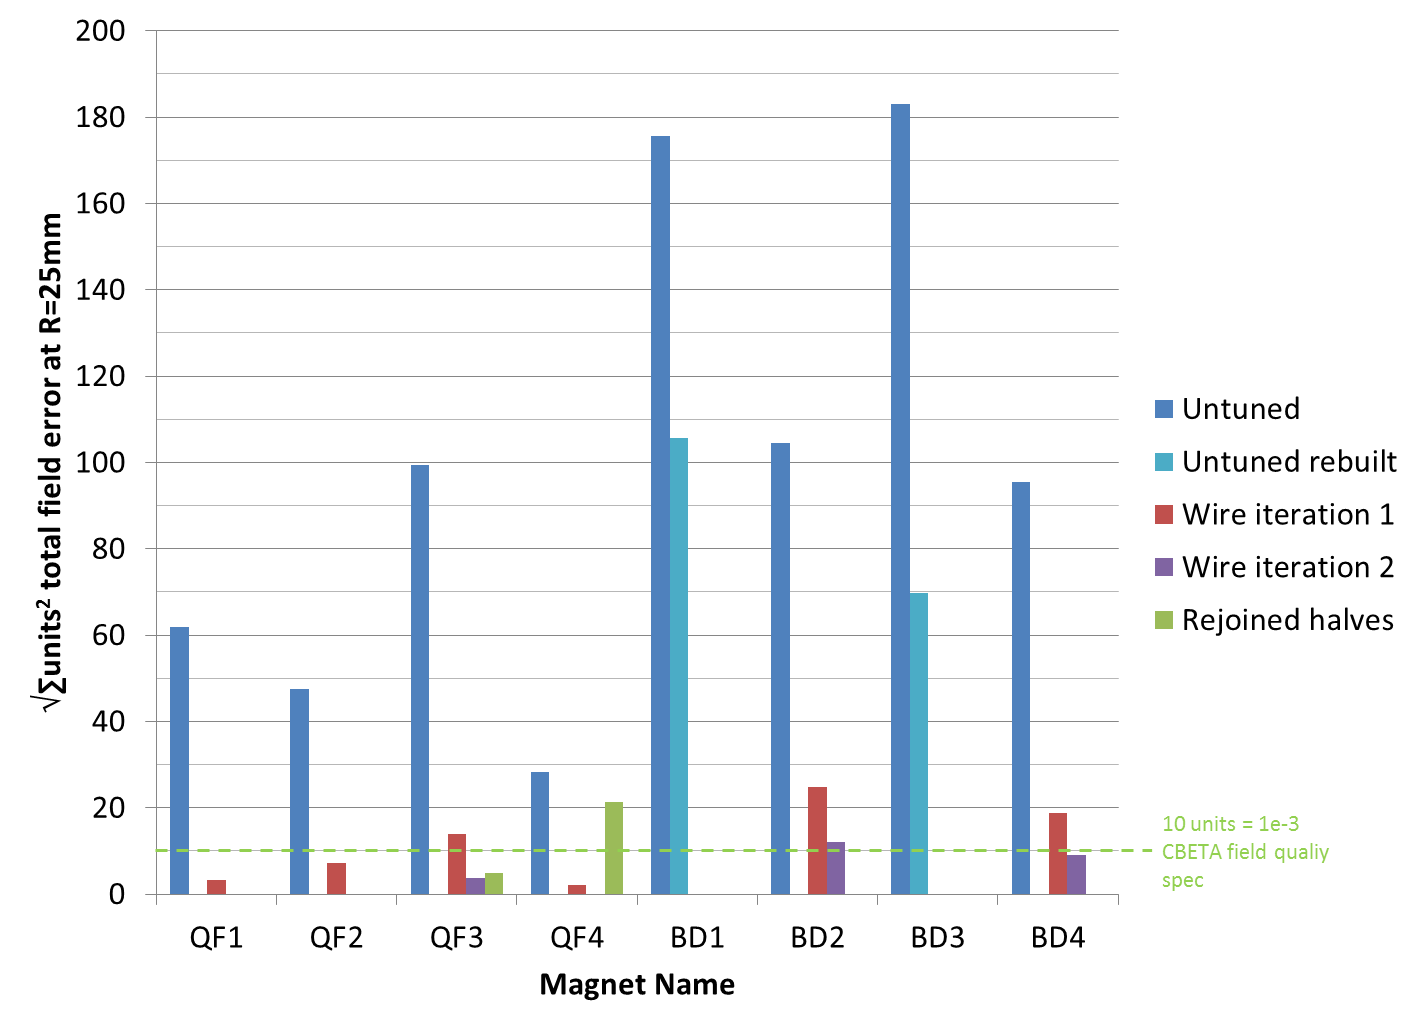 200
180
160
140
120
100
80
60
40
20
0
√∑units² total field error at R=25mm
QF1 QF2 QF3 QF4 BD1 BD2 BD3 BD4
Magnet Name
Untuned
Untuned rebuilt
Wire iteration 1
Wire iteration 2
Rejoined halves
10 units = 1e-3
CBETA field qualiy
spec